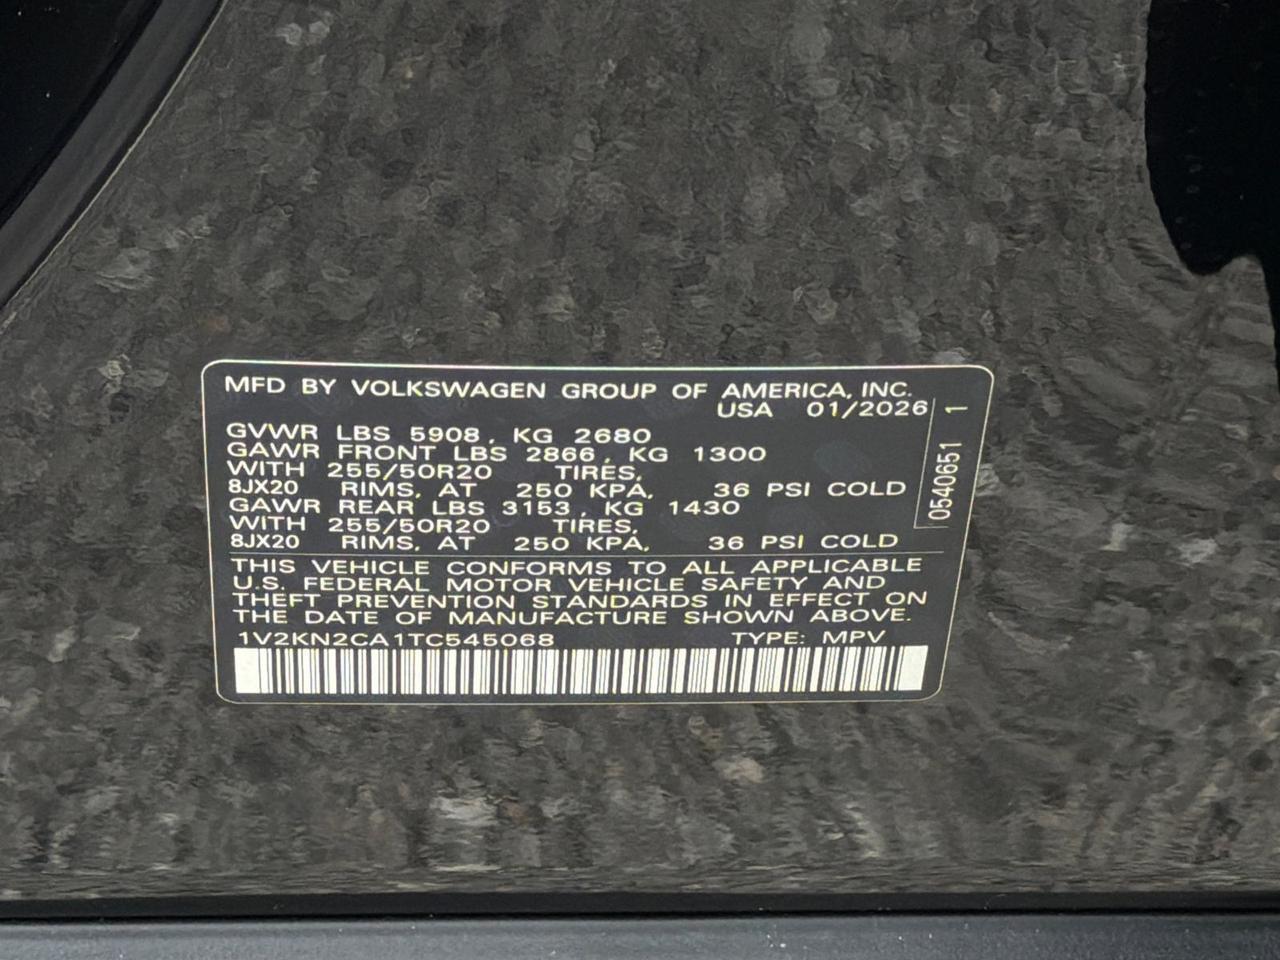 MFD BY VOLKSWAGEN GROUP OF AMERICA, INC.
USA 01/2026
GVWR LBS 5908, KG 2680
GAWR FRONT LBS 2866, KG 1300
WITH 255/50R20 TIRES,
8JX20 RIMS, AT 250 KPA, 36 PSI COLD
GAWR REAR LBS 3153, KG 1430
WITH 255/50R20 TIRES,
8JX20 RIMS, AT 250 KPA, 36 PSI COLD
0540651 1
THIS VEHICLE CONFORMS TO ALL APPLICABLE
U.S. FEDERAL MOTOR VEHICLE SAFETY AND
THEFT PREVENTION STANDARDS IN EFFECT ON
THE DATE OF MANUFACTURE SHOWN ABOVE.
1V2KN2CA1TC545068 TYPE: MPV